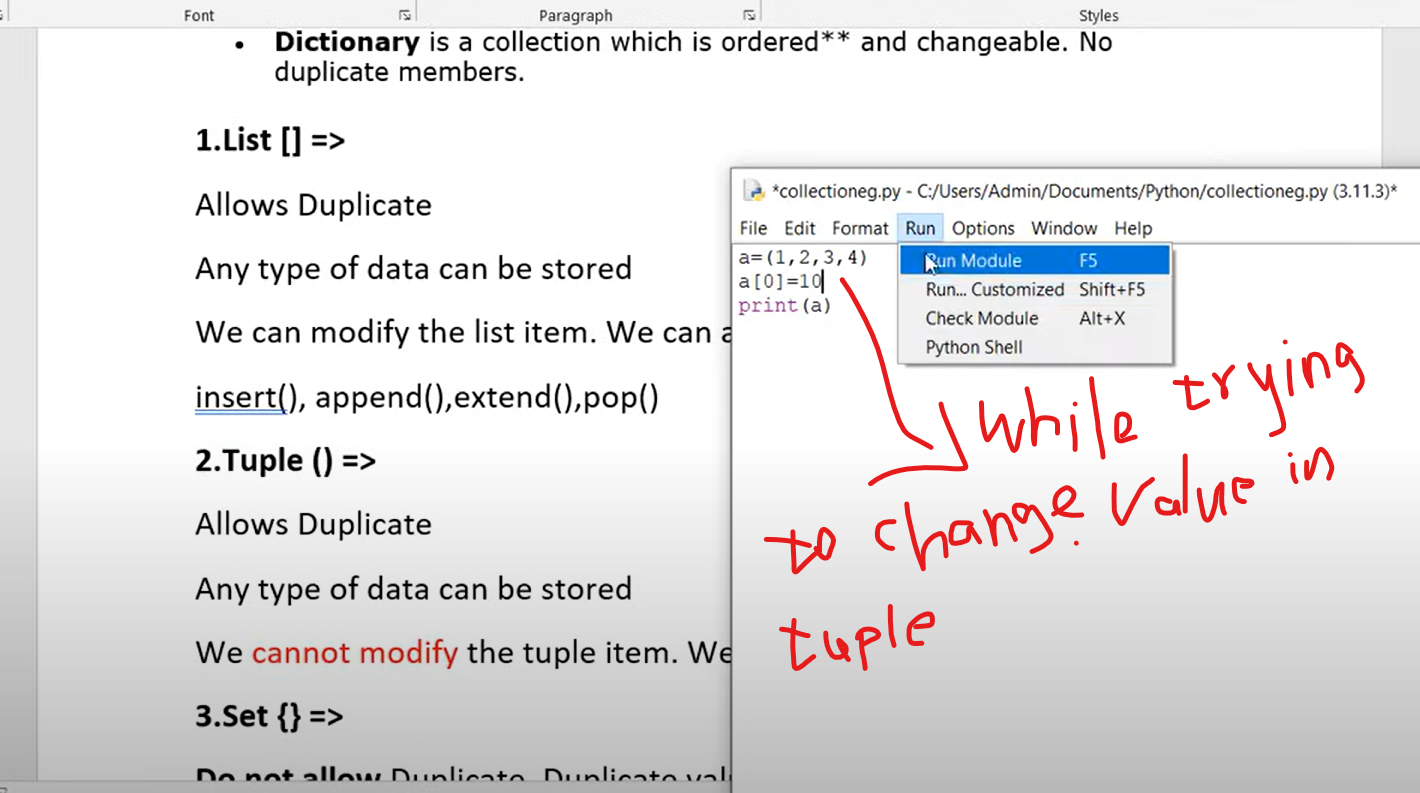 Font
Paragraph
Styles
• Dictionary is a collection which is ordered** and changeable. No
duplicate members.
1.List [] =>
Allows Duplicate
Any type of data can be stored
We can modify the list item. We can
insert(), append(),extend(),pop()
2.Tuple () =>
Allows Duplicate
Any type of data can be stored
We cannot modify the tuple item. We
3.Set {} =>
Do not allow Duplicate. Duplicate
*collectioneg.py - C:/Users/Admin/Documents/Python/collectioneg.py (3.11.3)*
File Edit Format Run Options Window Help
a=(1,2,3,4)
a[0]=10
print(a)
Run Module F5
Run... Customized Shift+F5
Check Module Alt+X
Python Shell
While trying
to change value in
tuple